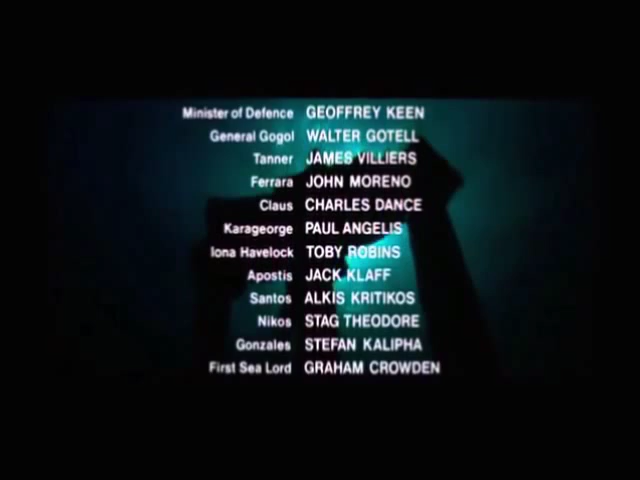 Minister of Defence GEOFFREY KEEN
General Gogol WALTER GOTELL
Tanner JAMES VILLIERS
Ferrara JOHN MORENO
Claus CHARLES DANCE
Karageorge PAUL ANGELIS
Iona Havelock TOBY ROBINS
Apostis JACK KLAFF
Santos ALKIS KRITIKOS
Nikos STAG THEODORE
Gonzales STEFAN KALIPHA
First Sea Lord GRAHAM CROWDEN